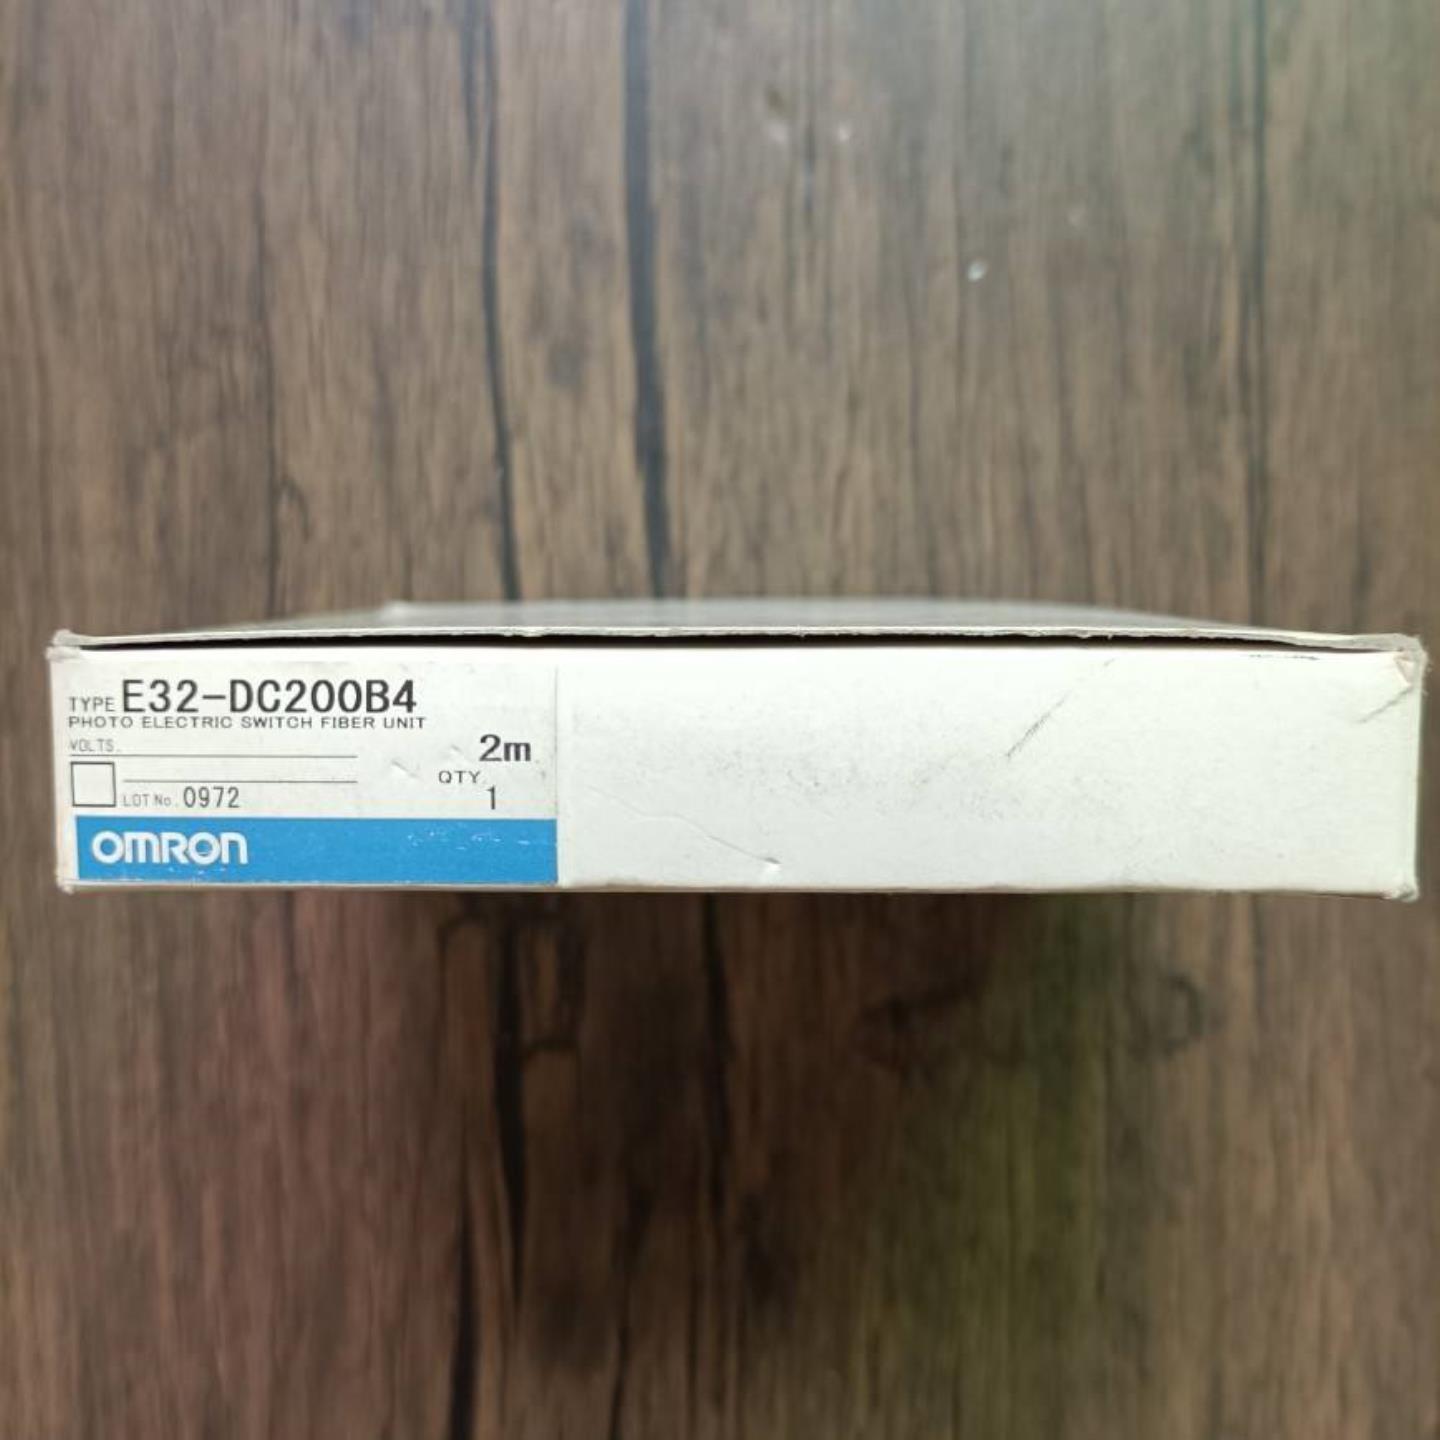 TYPE E32-DC200B4
PHOTO ELECTRIC SWITCH FIBER UNIT
VOLTS.
2m
QTY.
LOT No. 0972
1
OMRON